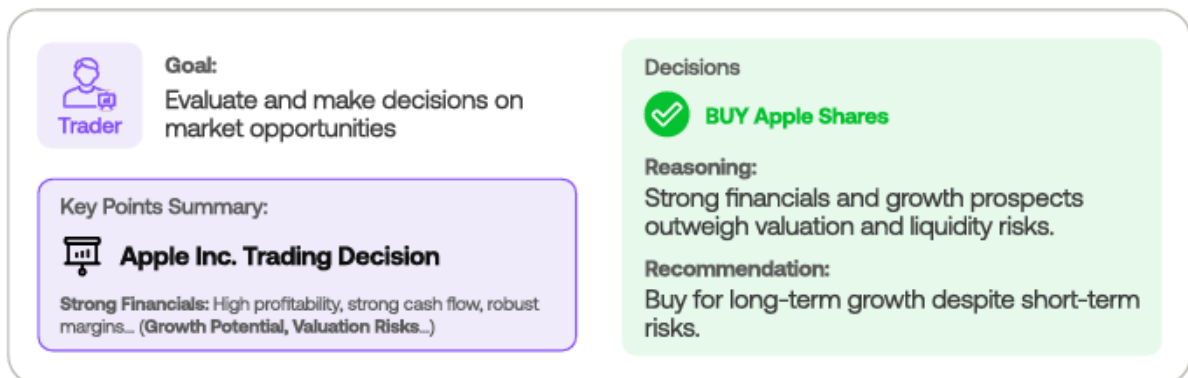 Trader
Goal:
Evaluate and make decisions on
market opportunities
Key Points Summary:
Apple Inc. Trading Decision
Strong Financials: High profitability, strong cash flow, robust
margins... (Growth Potential, Valuation Risks...)
Decisions
BUY Apple Shares
Reasoning:
Strong financials and growth prospects
outweigh valuation and liquidity risks.
Recommendation:
Buy for long-term growth despite short-term
risks.